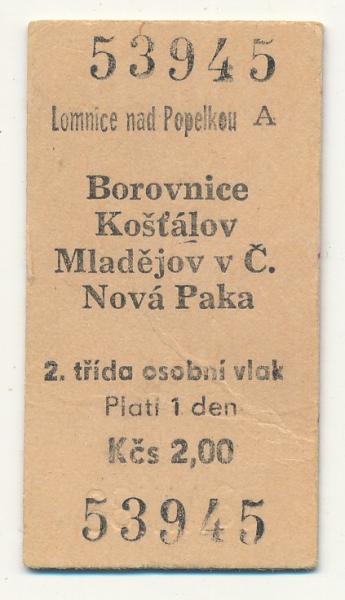 53945
Lomnice nad Popelkou A
Borovnice
Košťálov
Mladějov v Č.
Nová Paka
2. třída osobní vlak
Platí 1 den
Kčs 2,00
53945